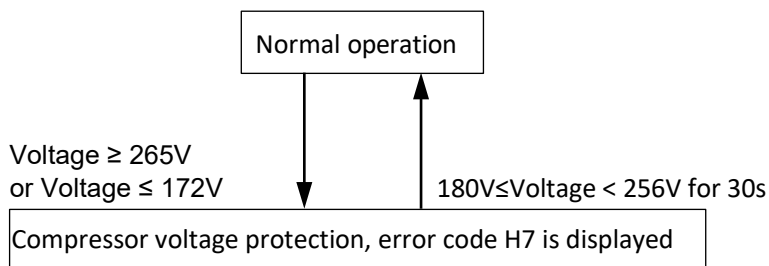 Normal operation
Voltage ≥ 265V
or Voltage ≤ 172V
180V≤Voltage < 256V for 30s
Compressor voltage protection, error code H7 is displayed